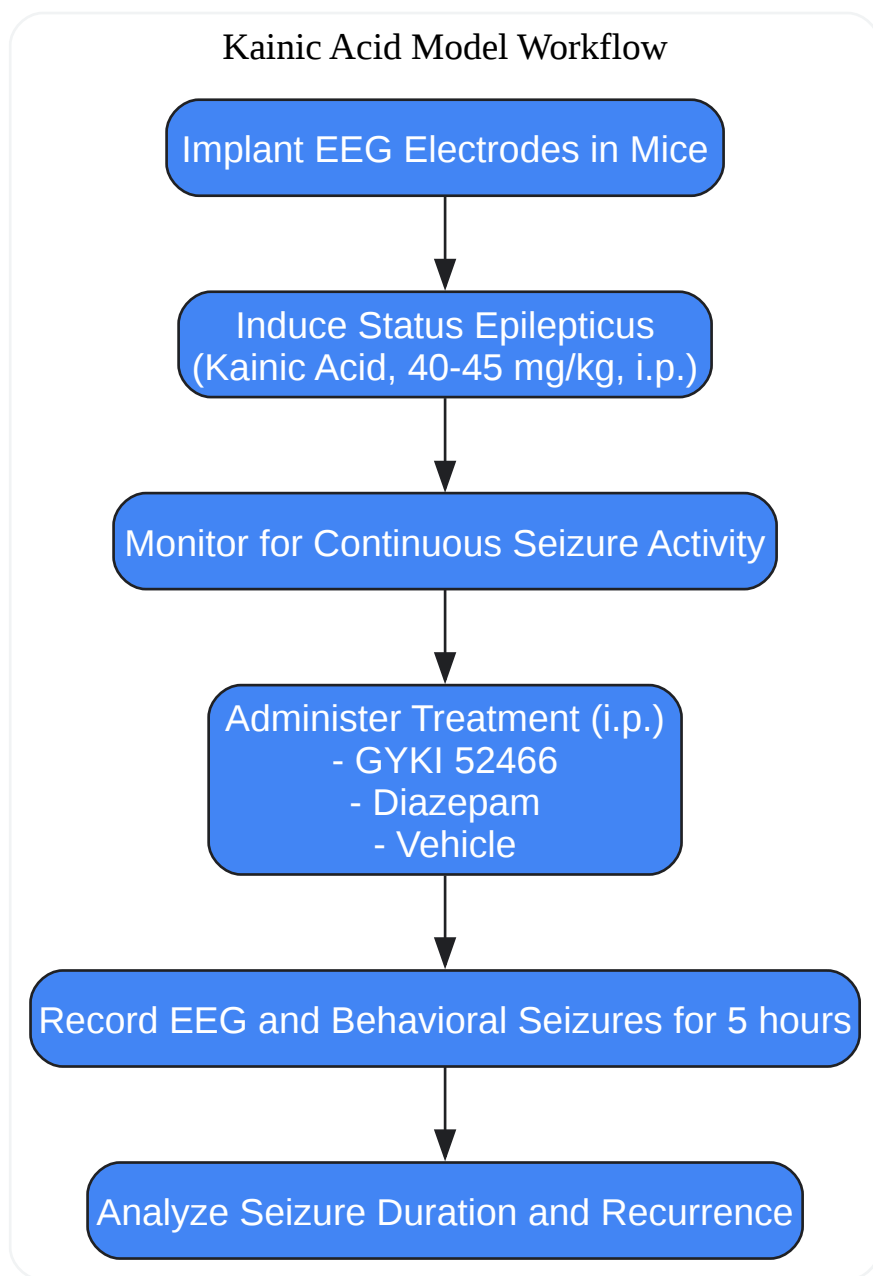 Kainic Acid Model Workflow
Implant EEG Electrodes in Mice
Induce Status Epilepticus
(Kainic Acid, 40-45 mg/kg, i.p.)
Monitor for Continuous Seizure Activity
Administer Treatment (i.p.)
- GYKI 52466
- Diazepam
- Vehicle
Record EEG and Behavioral Seizures for 5 hours
Analyze Seizure Duration and Recurrence